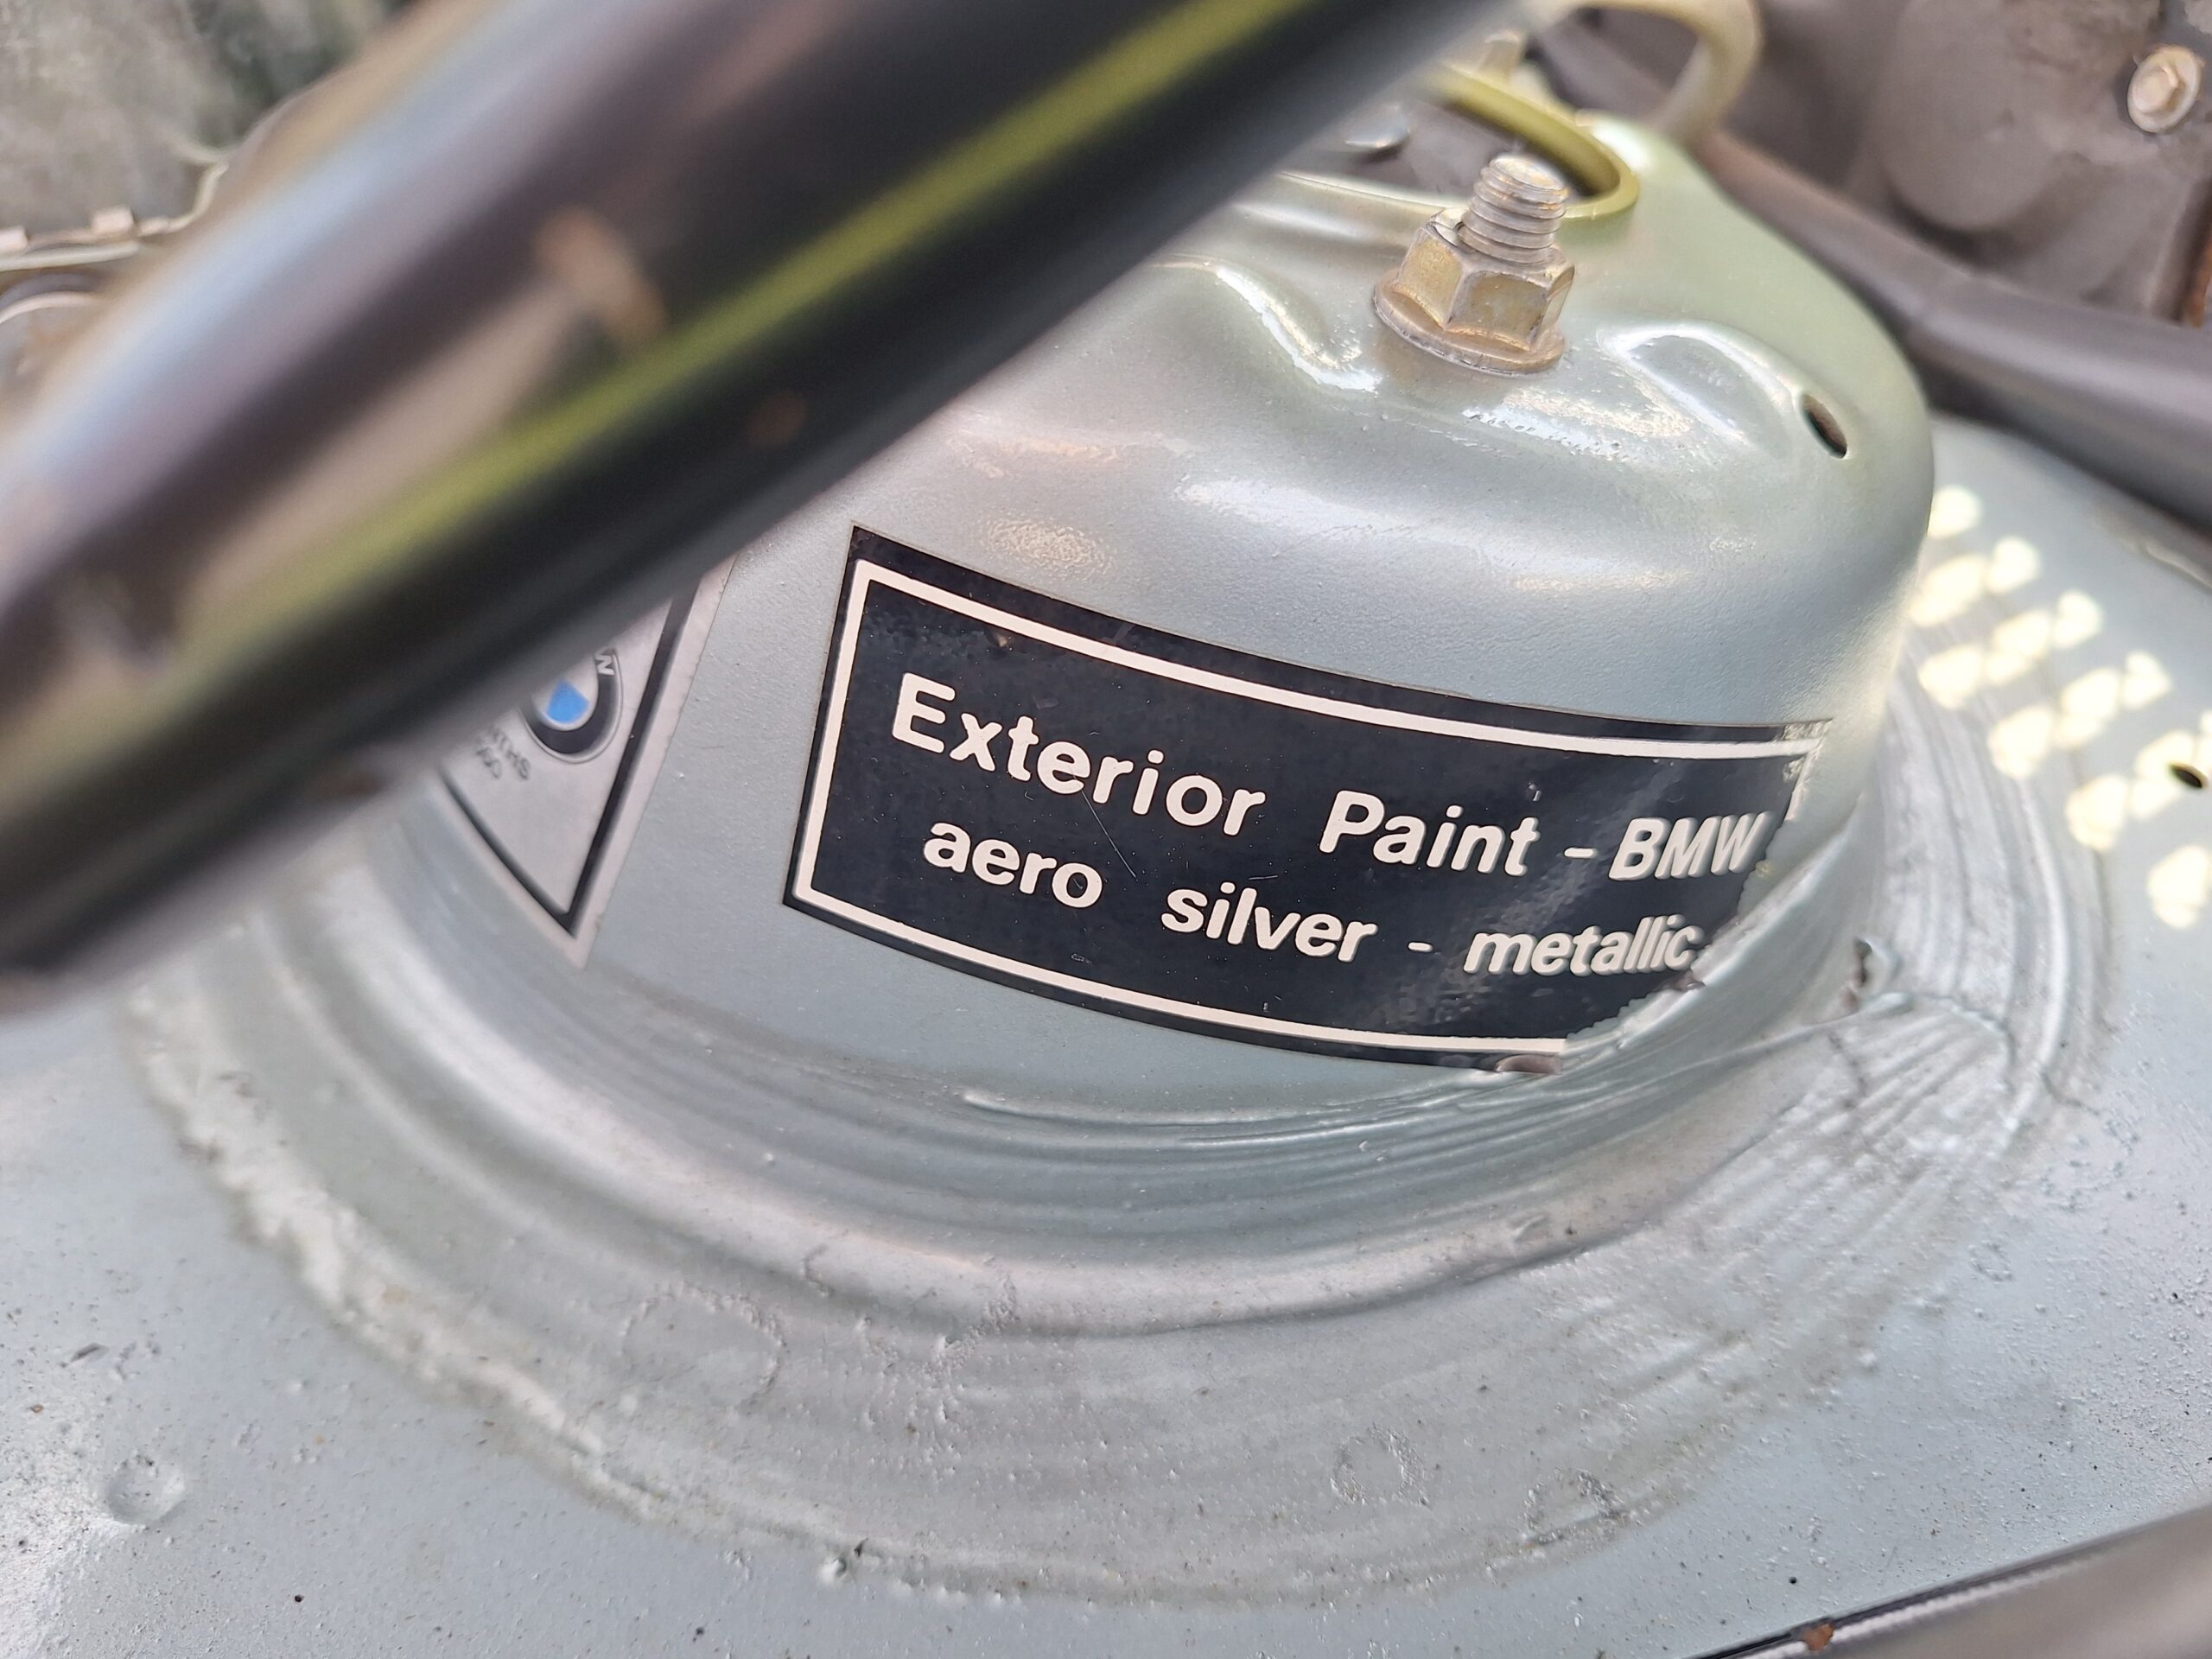 Exterior Paint - BMW
aero silver - metallic